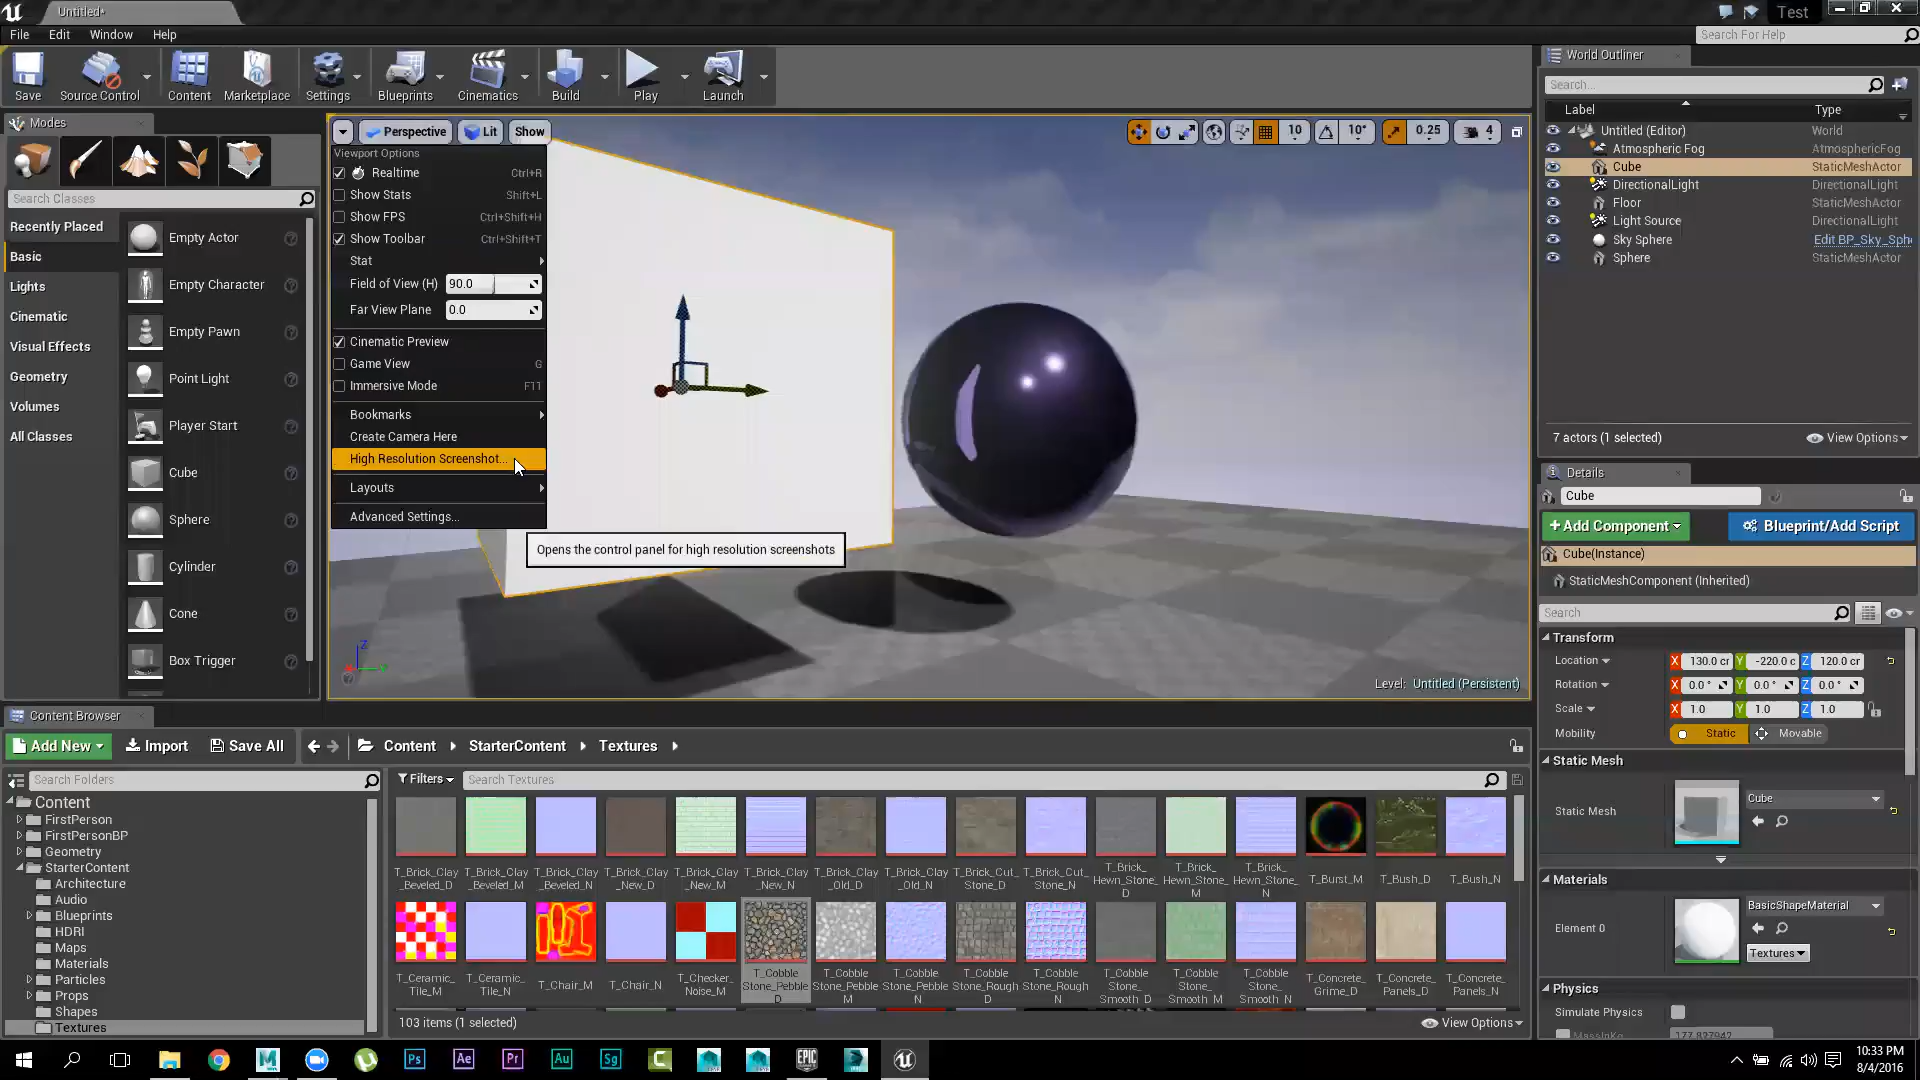 Untitled*
Test
File Edit Window Help
Search For Help
Save
Source Control
Content
Marketplace
Settings
Blueprints
Cinematics
Build
Play
Launch
Modes
Search Classes
Recently Placed
Basic
Lights
Cinematic
Visual Effects
Geometry
Volumes
All Classes
Empty Actor
Empty Character
Empty Pawn
Point Light
Player Start
Cube
Sphere
Cylinder
Cone
Box Trigger
Perspective Lit Show
10 10° 0.25 4
Viewport Options
Realtime Ctrl+R
Show Stats Shift+L
Show FPS Ctrl+Shift+H
Show Toolbar Ctrl+Shift+T
Stat
Field of View (H) 90.0
Far View Plane 0.0
Cinematic Preview
Game View G
Immersive Mode F11
Bookmarks
Create Camera Here
High Resolution Screenshot...
Layouts
Advanced Settings...
Opens the control panel for high resolution screenshots
Level: Untitled (Persistent)
World Outliner
Search...
Label Type
Untitled (Editor) World
Atmospheric Fog AtmosphericFog
Cube StaticMeshActor
DirectionalLight DirectionalLight
Floor StaticMeshActor
Light Source DirectionalLight
Sky Sphere Edit BP_Sky_Sph
Sphere StaticMeshActor
7 actors (1 selected) View Options
Details
Cube
+Add Component Blueprint/Add Script
Cube(Instance)
StaticMeshComponent (Inherited)
Search
Transform
Location X 130.0 cr Y -220.0 c Z 120.0 cr
Rotation X 0.0 ° Y 0.0 ° Z 0.0 °
Scale X 1.0 Y 1.0 Z 1.0
Mobility Static Movable
Static Mesh
Static Mesh Cube
Materials
Element 0 BasicShapeMaterial
Textures
Physics
Simulate Physics
MassInKg 177.827942
Content Browser
Add New Import Save All Content StarterContent Textures
Search Folders
Content
FirstPerson
FirstPersonBP
Geometry
StarterContent
Architecture
Audio
Blueprints
HDRI
Maps
Materials
Particles
Props
Shapes
Textures
Filters Search Textures
T_Brick_Clay_Beveled_D
T_Brick_Clay_Beveled_M
T_Brick_Clay_Beveled_N
T_Brick_Clay_New_D
T_Brick_Clay_New_M
T_Brick_Clay_New_N
T_Brick_Clay_Old_D
T_Brick_Clay_Old_N
T_Brick_Cut_Stone_D
T_Brick_Cut_Stone_N
T_Brick_Hewn_Stone_D
T_Brick_Hewn_Stone_M
T_Brick_Hewn_Stone_N
T_Burst_M
T_Bush_D
T_Bush_N
T_Ceramic_Tile_M
T_Ceramic_Tile_N
T_Chair_M
T_Chair_N
T_Checker_Noise_M
T_Cobble_Stone_Pebble_D
T_Cobble_Stone_Pebble_M
T_Cobble_Stone_Pebble_N
T_Cobble_Stone_Rough_D
T_Cobble_Stone_Rough_N
T_Cobble_Stone_Smooth_D
T_Cobble_Stone_Smooth_M
T_Cobble_Stone_Smooth_N
T_Concrete_Grime_D
T_Concrete_Panels_D
T_Concrete_Panels_N
103 items (1 selected) View Options
Ps Ae Pr Au Sg C
10:33 PM
8/4/2016